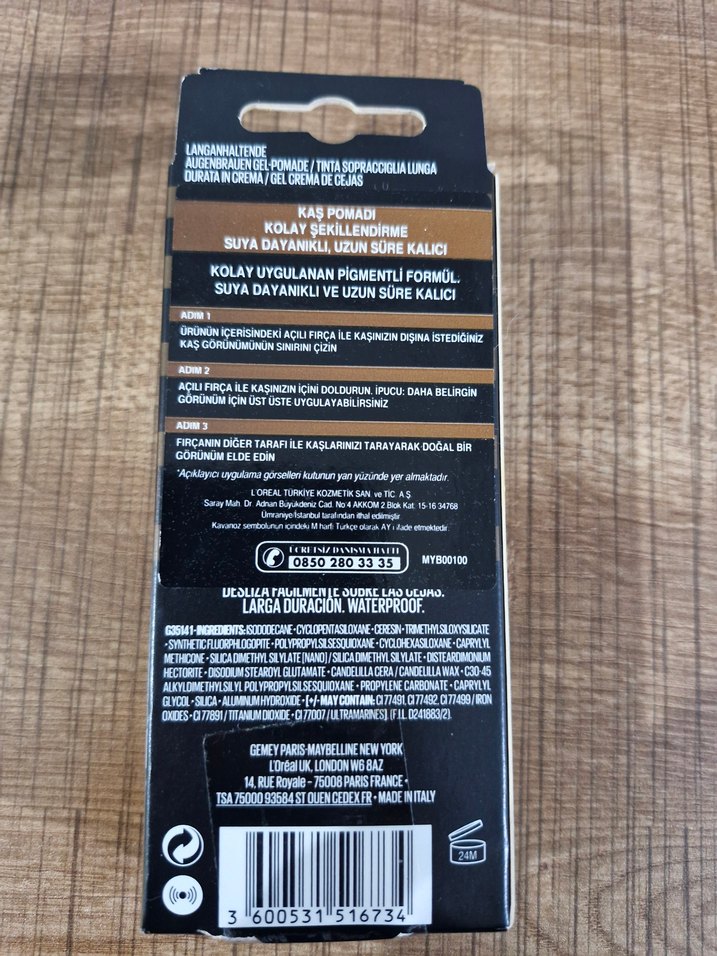 LANGANHALTENDE
AUGENBRAUEN GEL-POMADE / TINTA SOPRACCIGLIA LUNGA
DURATA IN CREMA / GEL CREMA DE CEJAS
KAŞ POMADI
KOLAY ŞEKİLLENDİRME
SUYA DAYANIKLI, UZUN SÜRE KALICI
KOLAY UYGULANAN PİGMENTLİ FORMÜL.
SUYA DAYANIKLI VE UZUN SÜRE KALICI
ADIM 1
ÜRÜNÜN İÇERİSİNDEKİ AÇILI FIRÇA İLE KAŞINIZIN DIŞINA İSTEDİĞİNİZ
KAŞ GÖRÜNÜMÜNÜN SINIRINI ÇİZİN
ADIM 2
AÇILI FIRÇA İLE KAŞINIZIN İÇİNİ DOLDURUN. İPUCU: DAHA BELİRGİN
GÖRÜNÜM İÇİN ÜST ÜSTE UYGULAYABİLİRSİNİZ
ADIM 3
FIRÇANIN DİĞER TARAFI İLE KAŞLARINIZI TARAYARAK DOĞAL BİR
GÖRÜNÜM ELDE EDİN
*Açıklayıcı uygulama görselleri kutunun yan yüzünde yer almaktadır.
L'OREAL TÜRKİYE KOZMETİK SAN. ve TİC. A.Ş
Saray Mah. Dr. Adnan Büyükdeniz Cad. No:4 AKKOM 2.Blok Kat: 15-16 34768
Ümraniye/İstanbul tarafından ithal edilmiştir.
Kavanoz sembolünün içindeki M harfi Türkçe olarak AY'ı ifade etmektedir.
ÜCRETSİZ DANIŞMA HATTI
0850 280 33 35
MYB00100
DESLIZA FACILMENTE SOBRE LAS CEJAS.
LARGA DURACIÓN. WATERPROOF.
G35141 - INGREDIENTS: ISODODECANE • CYCLOPENTASILOXANE • CERESIN • TRIMETHYLSILOXYSILICATE
• SYNTHETIC FLUORPHLOGOPITE • POLYPROPYLSILSESQUIOXANE • CYCLOHEXASILOXANE • CAPRYLYL
METHICONE • SILICA DIMETHYL SILYLATE [NANO] / SILICA DIMETHYL SILYLATE • DISTEARDIMONIUM
HECTORITE • DISODIUM STEAROYL GLUTAMATE • CANDELILLA CERA / CANDELILLA WAX • C30-45
ALKYLDIMETHYLSILYL POLYPROPYLSILSESQUIOXANE • PROPYLENE CARBONATE • CAPRYLYL
GLYCOL • SILICA • ALUMINUM HYDROXIDE • [+/- MAY CONTAIN: CI 77491, CI 77492, CI 77499 / IRON
OXIDES • CI 77891 / TITANIUM DIOXIDE • CI 77007 / ULTRAMARINES] (F.I.L. D241883/2).
GEMEY PARIS-MAYBELLINE NEW YORK
L'Oréal UK, LONDON W6 8AZ
14, RUE Royale - 75008 PARIS FRANCE •
TSA 75000 93584 ST OUEN CEDEX FR • MADE IN ITALY
24M
3 600531 516734